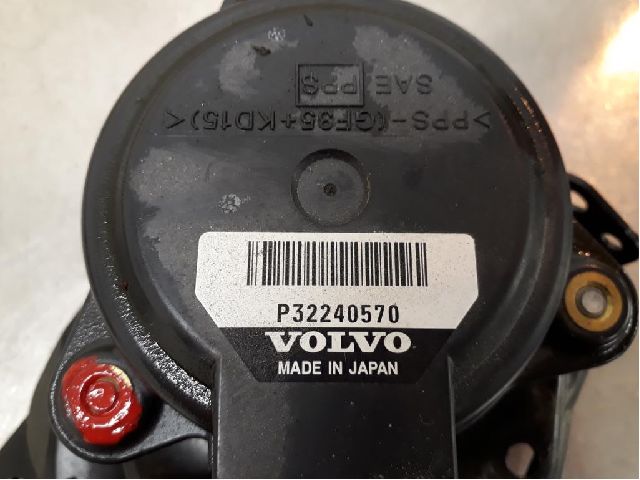 SAE PPS
>PPS-(GF35+KD15)<
P32240570
VOLVO
MADE IN JAPAN